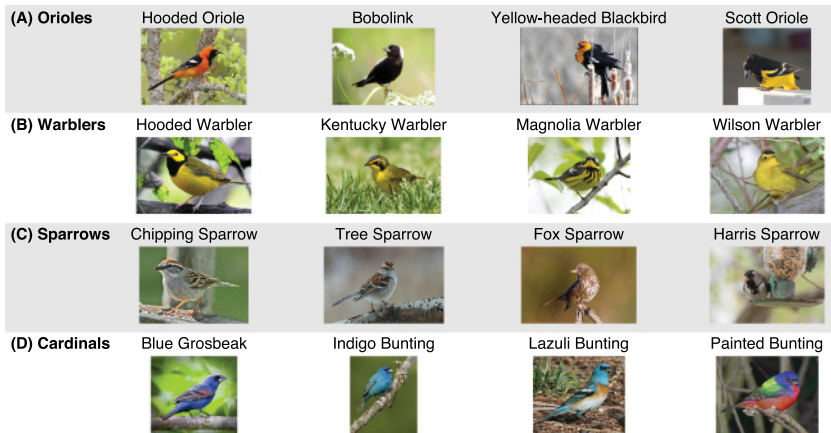 (A) Orioles Hooded Oriole Bobolink Yellow-headed Blackbird Scott Oriole
(B) Warblers Hooded Warbler Kentucky Warbler Magnolia Warbler Wilson Warbler
(C) Sparrows Chipping Sparrow Tree Sparrow Fox Sparrow Harris Sparrow
(D) Cardinals Blue Grosbeak Indigo Bunting Lazuli Bunting Painted Bunting